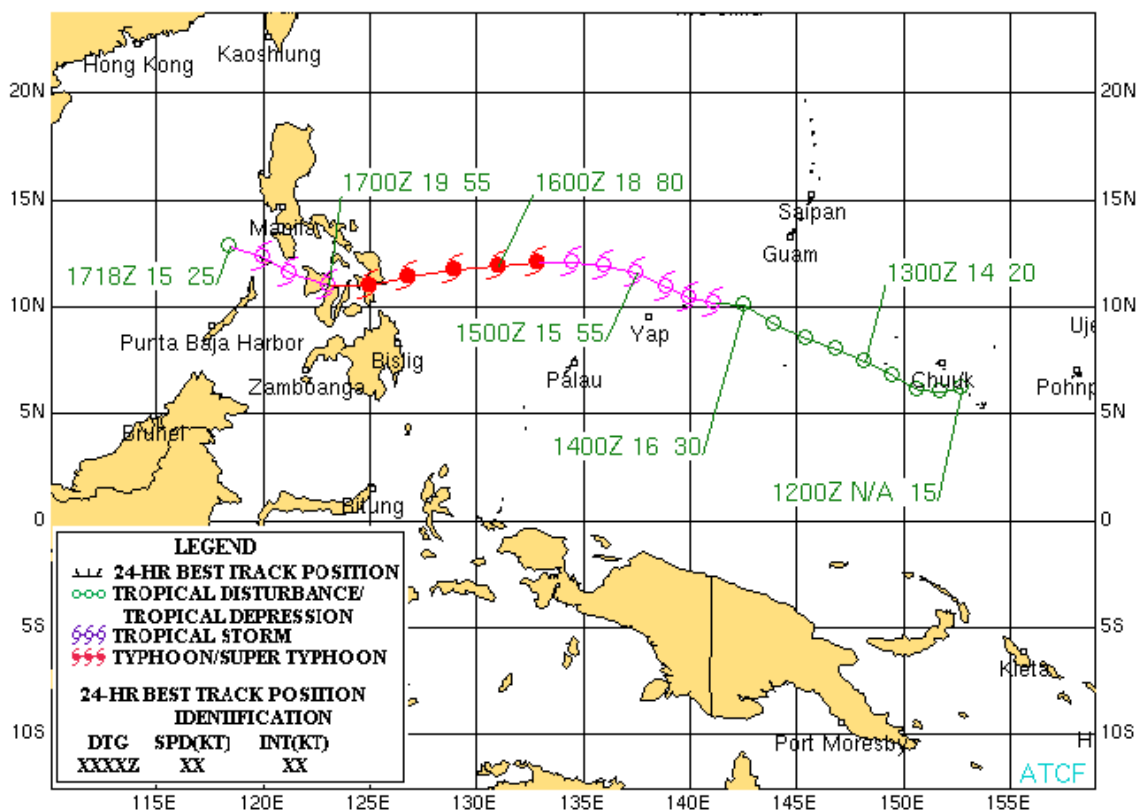 Hong Kong
Kaohsiung
20N
20N
1700Z 19 55
1600Z 18 80
15N
15N
Manila
Saipan
Guam
1718Z 15 25
1300Z 14 20
10N
10N
1500Z 15 55
Yap
Uje
Punta Baja Harbor
Bislig
Zamboanga
Palau
Chuuk
Pohnp
5N
5N
Brunei
1400Z 16 30
1200Z N/A 15
Bitung
0
0
LEGEND
24-HR BEST TRACK POSITION
TROPICAL DISTURBANCE/
TROPICAL DEPRESSION
TROPICAL STORM
TYPHOON/SUPER TYPHOON
24-HR BEST TRACK POSITION
IDENTIFICATION
DTG SPD(KT) INT(KT)
XXXXZ XX XX
5S
5S
Kieta
10S
10S
Port Moresby
H
ATCF
115E 120E 125E 130E 135E 140E 145E 150E 155E